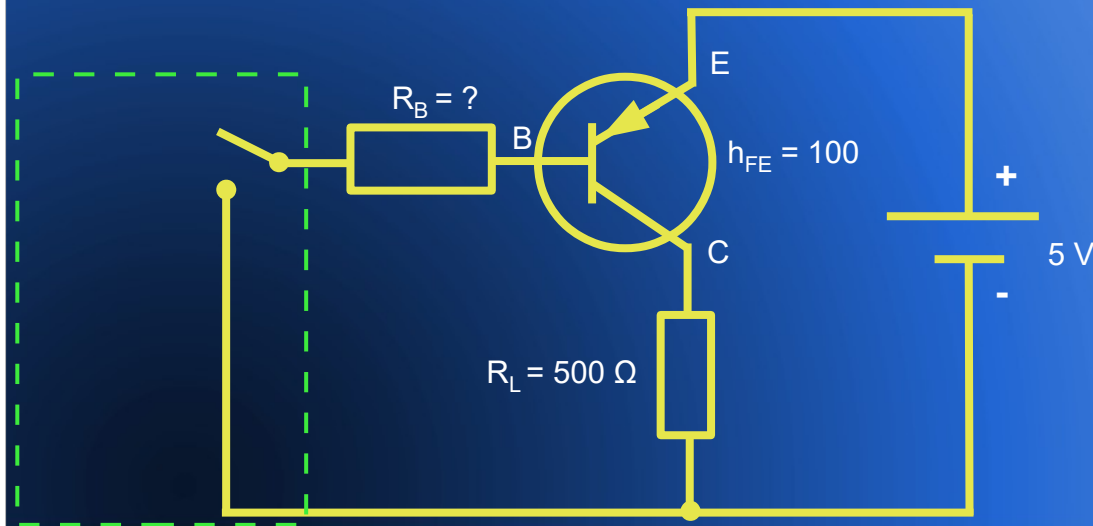 E
R_B = ?
B
h_FE = 100
+
C
5 V
-
R_L = 500 Ω